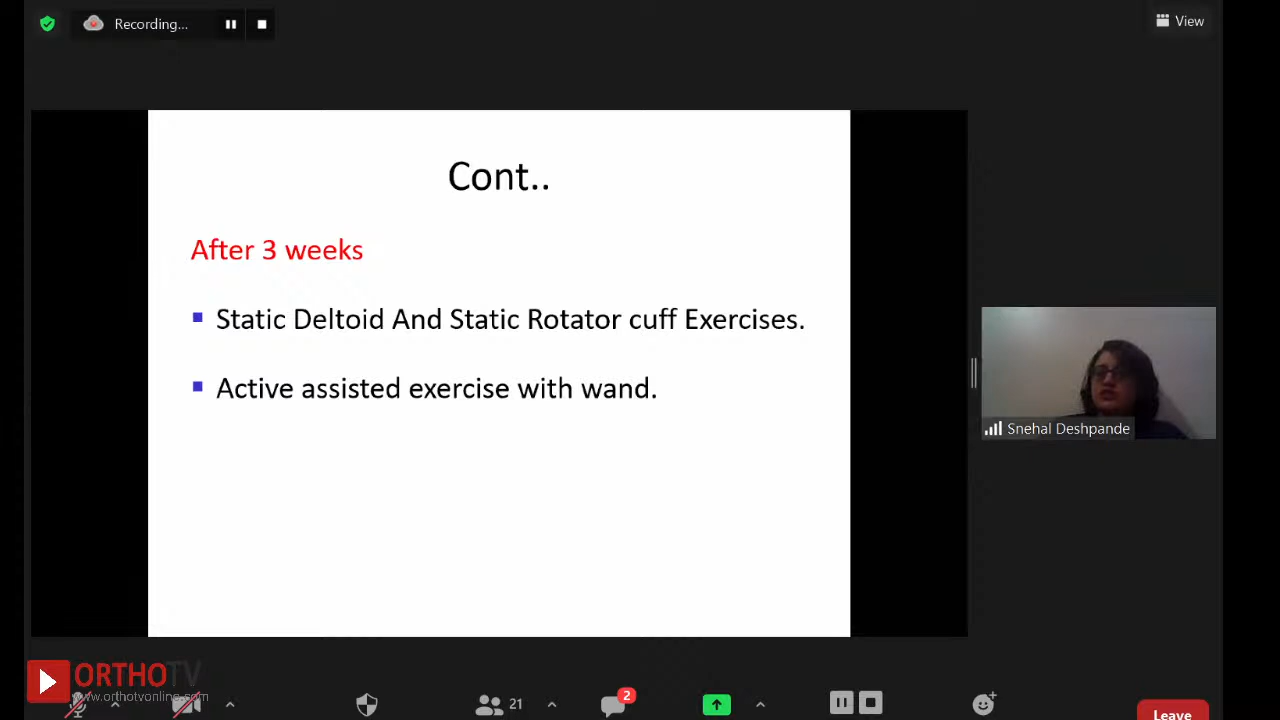 Recording...
View
Cont..
After 3 weeks
Static Deltoid And Static Rotator cuff Exercises.
Active assisted exercise with wand.
Snehal Deshpande
ORTHOTV
www.orthotvonline.com
21
2
Leave